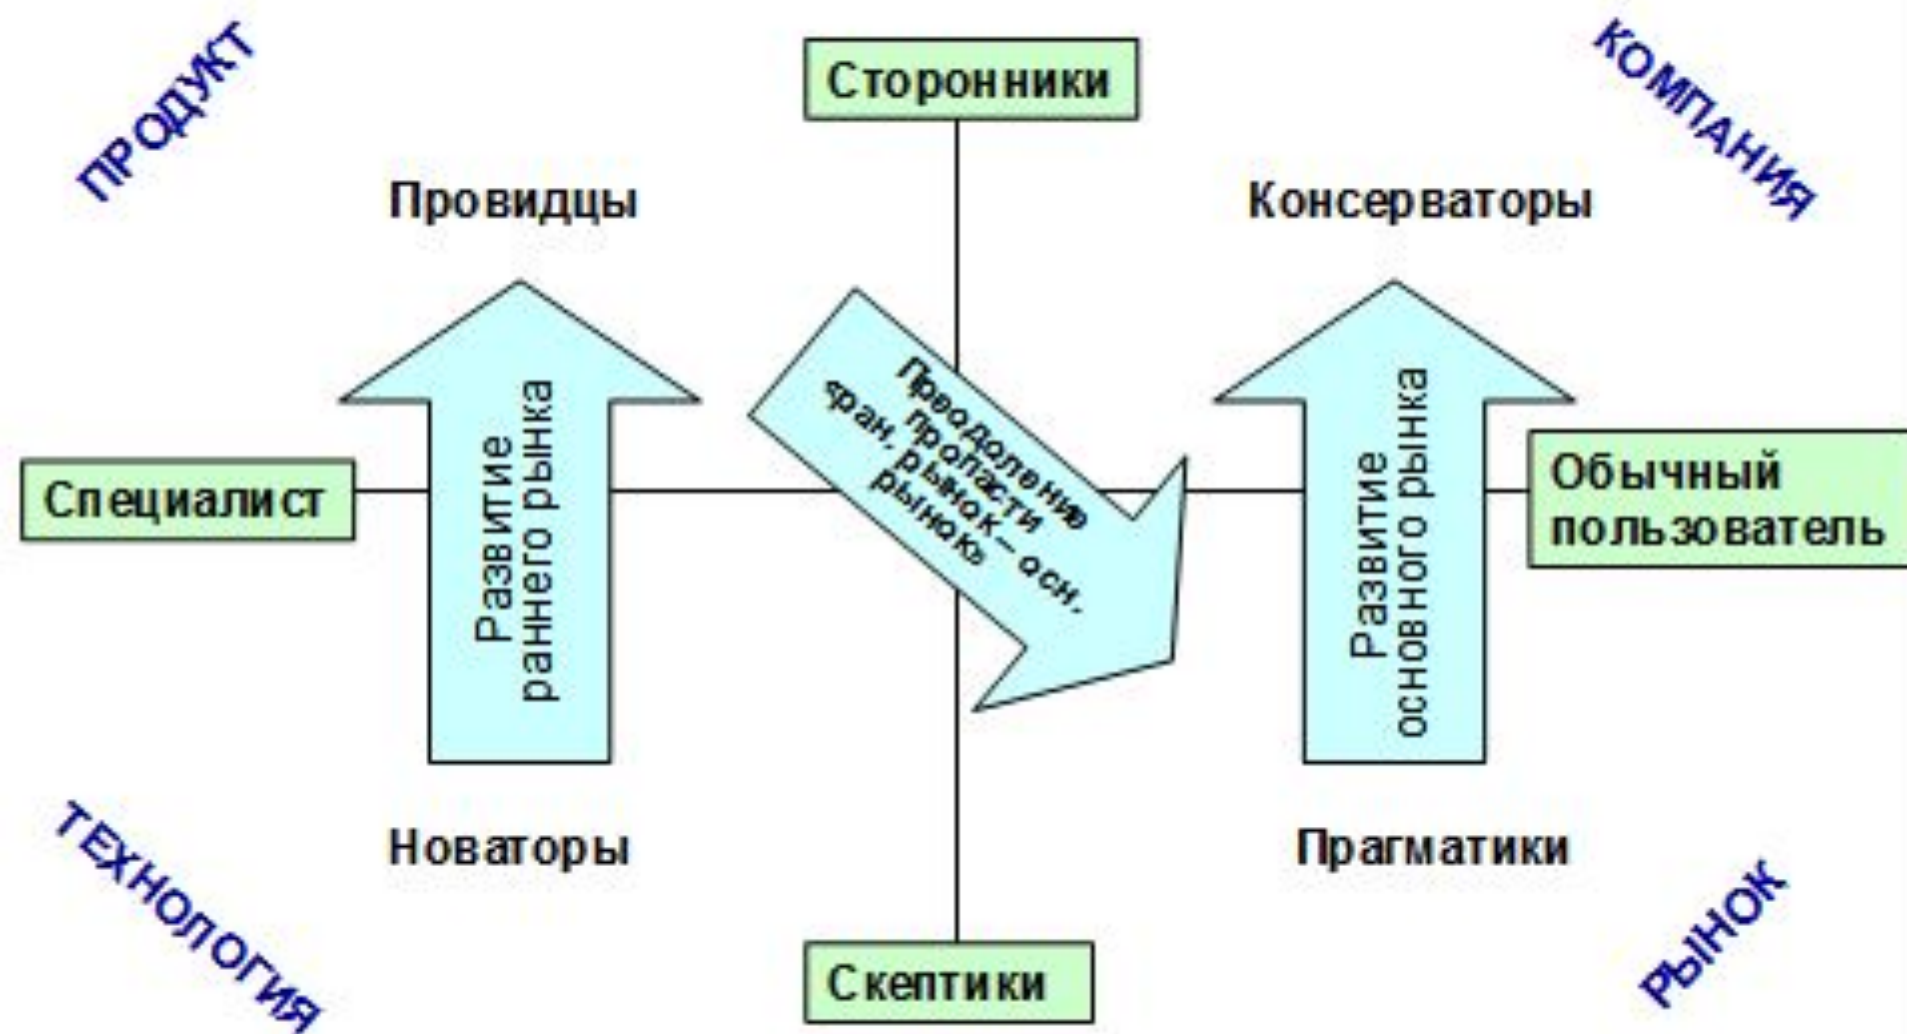 ПРОДУКТ
Сторонники
КОМПАНИЯ
Провидцы
Консерваторы
Развитие
раннего рынка
Преодоление
пропасти
«ран, рынок – осн,
рынок»
Развитие
основного рынка
Специалист
Обычный
пользователь
Новаторы
Прагматики
ТЕХНОЛОГИЯ
Скептики
РЫНОК